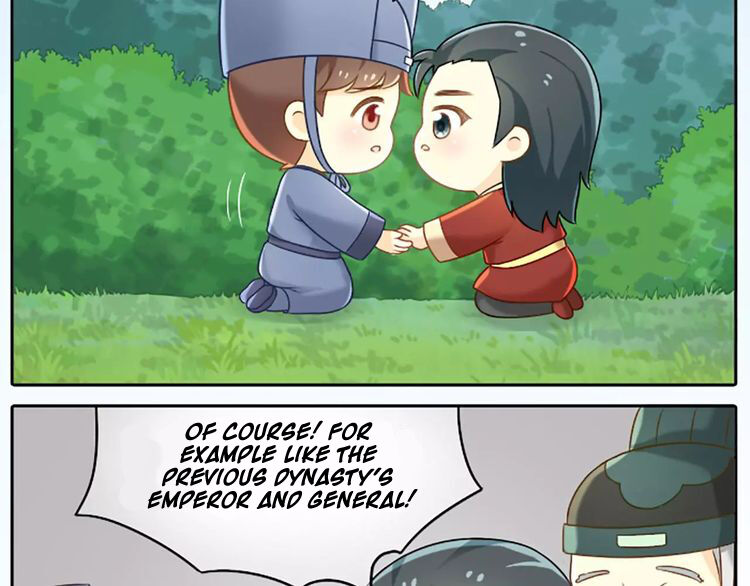 OF COURSE! FOR
EXAMPLE LIKE THE
PREVIOUS DYNASTY'S
EMPEROR AND GENERAL!